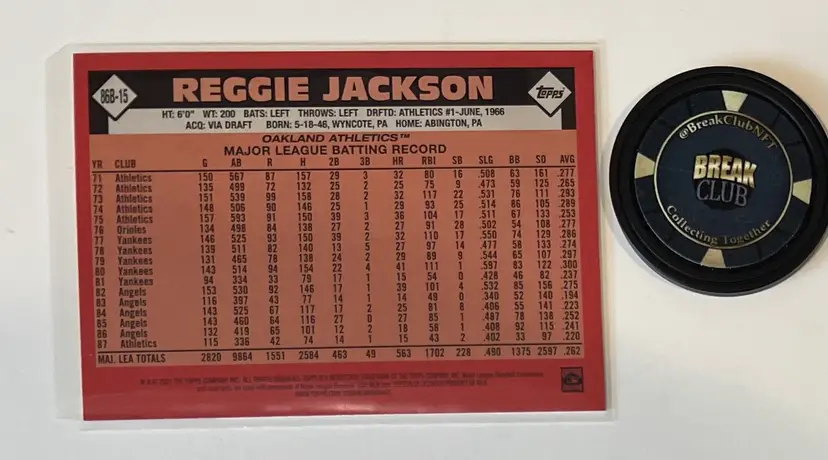 86B-15
REGGIE JACKSON
topps
HT: 6'0" WT: 200 BATS: LEFT THROWS: LEFT DRFTD: ATHLETICS #1-JUNE, 1966
ACQ: VIA DRAFT BORN: 5-18-46, WYNCOTE, PA HOME: ABINGTON, PA
OAKLAND ATHLETICS™
MAJOR LEAGUE BATTING RECORD
YR CLUB G AB R H 2B 3B HR RBI SB SLG BB SO AVG
71 Athletics 150 567 87 157 29 3 32 80 16 .508 63 161 .277
72 Athletics 135 499 72 132 25 2 25 75 9 .473 59 125 .265
73 Athletics 151 539 99 158 28 2 32 117 22 .531 76 111 .293
74 Athletics 148 506 90 146 25 1 29 93 25 .514 86 105 .289
75 Athletics 157 593 91 150 39 3 36 104 17 .511 67 133 .253
76 Orioles 134 498 84 138 27 2 27 91 28 .502 54 108 .277
77 Yankees 146 525 93 150 39 2 32 110 17 .550 74 129 .286
78 Yankees 139 511 82 140 13 5 27 97 14 .477 58 133 .274
79 Yankees 131 465 78 138 24 2 29 89 9 .544 65 107 .297
80 Yankees 143 514 94 154 22 4 41 111 1 .597 83 122 .300
81 Yankees 94 334 33 79 17 1 15 54 0 .428 46 82 .237
82 Angels 153 530 92 146 17 1 39 101 4 .532 85 156 .275
83 Angels 116 397 43 77 14 1 14 49 0 .340 52 140 .194
84 Angels 143 525 67 117 17 2 25 81 8 .406 55 141 .223
85 Angels 143 460 64 116 27 0 27 85 1 .487 78 138 .252
86 Angels 132 419 65 101 12 2 18 58 1 .408 92 115 .241
87 Athletics 115 336 42 74 14 1 15 43 2 .402 33 97 .220
MAJ. LEA TOTALS 2820 9864 1551 2584 463 49 563 1702 228 .490 1375 2597 .262
@BreakClubNFT
BREAK
CLUB
Collecting Together